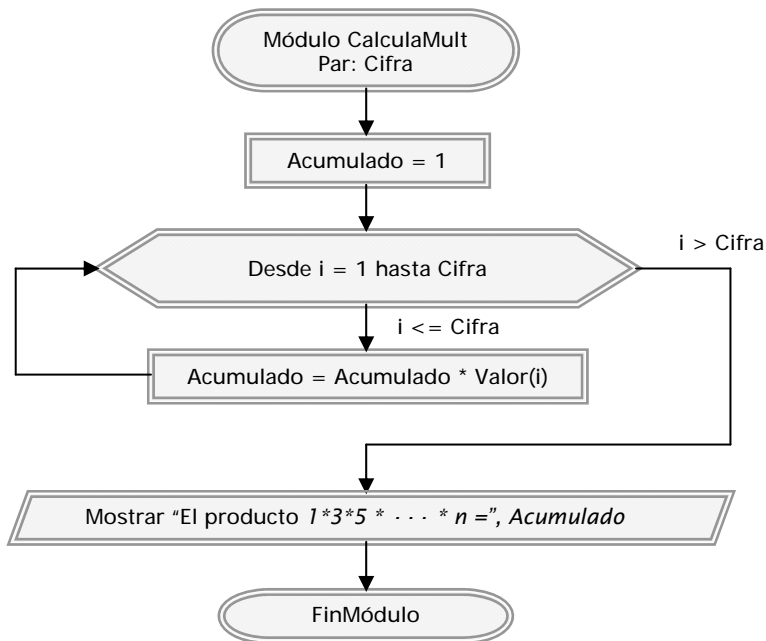 Módulo CalculaMult
Par: Cifra
Acumulado = 1
i > Cifra
Desde i = 1 hasta Cifra
i <= Cifra
Acumulado = Acumulado * Valor(i)
Mostrar “El producto 1*3*5 * · · · * n =”, Acumulado
FinMódulo